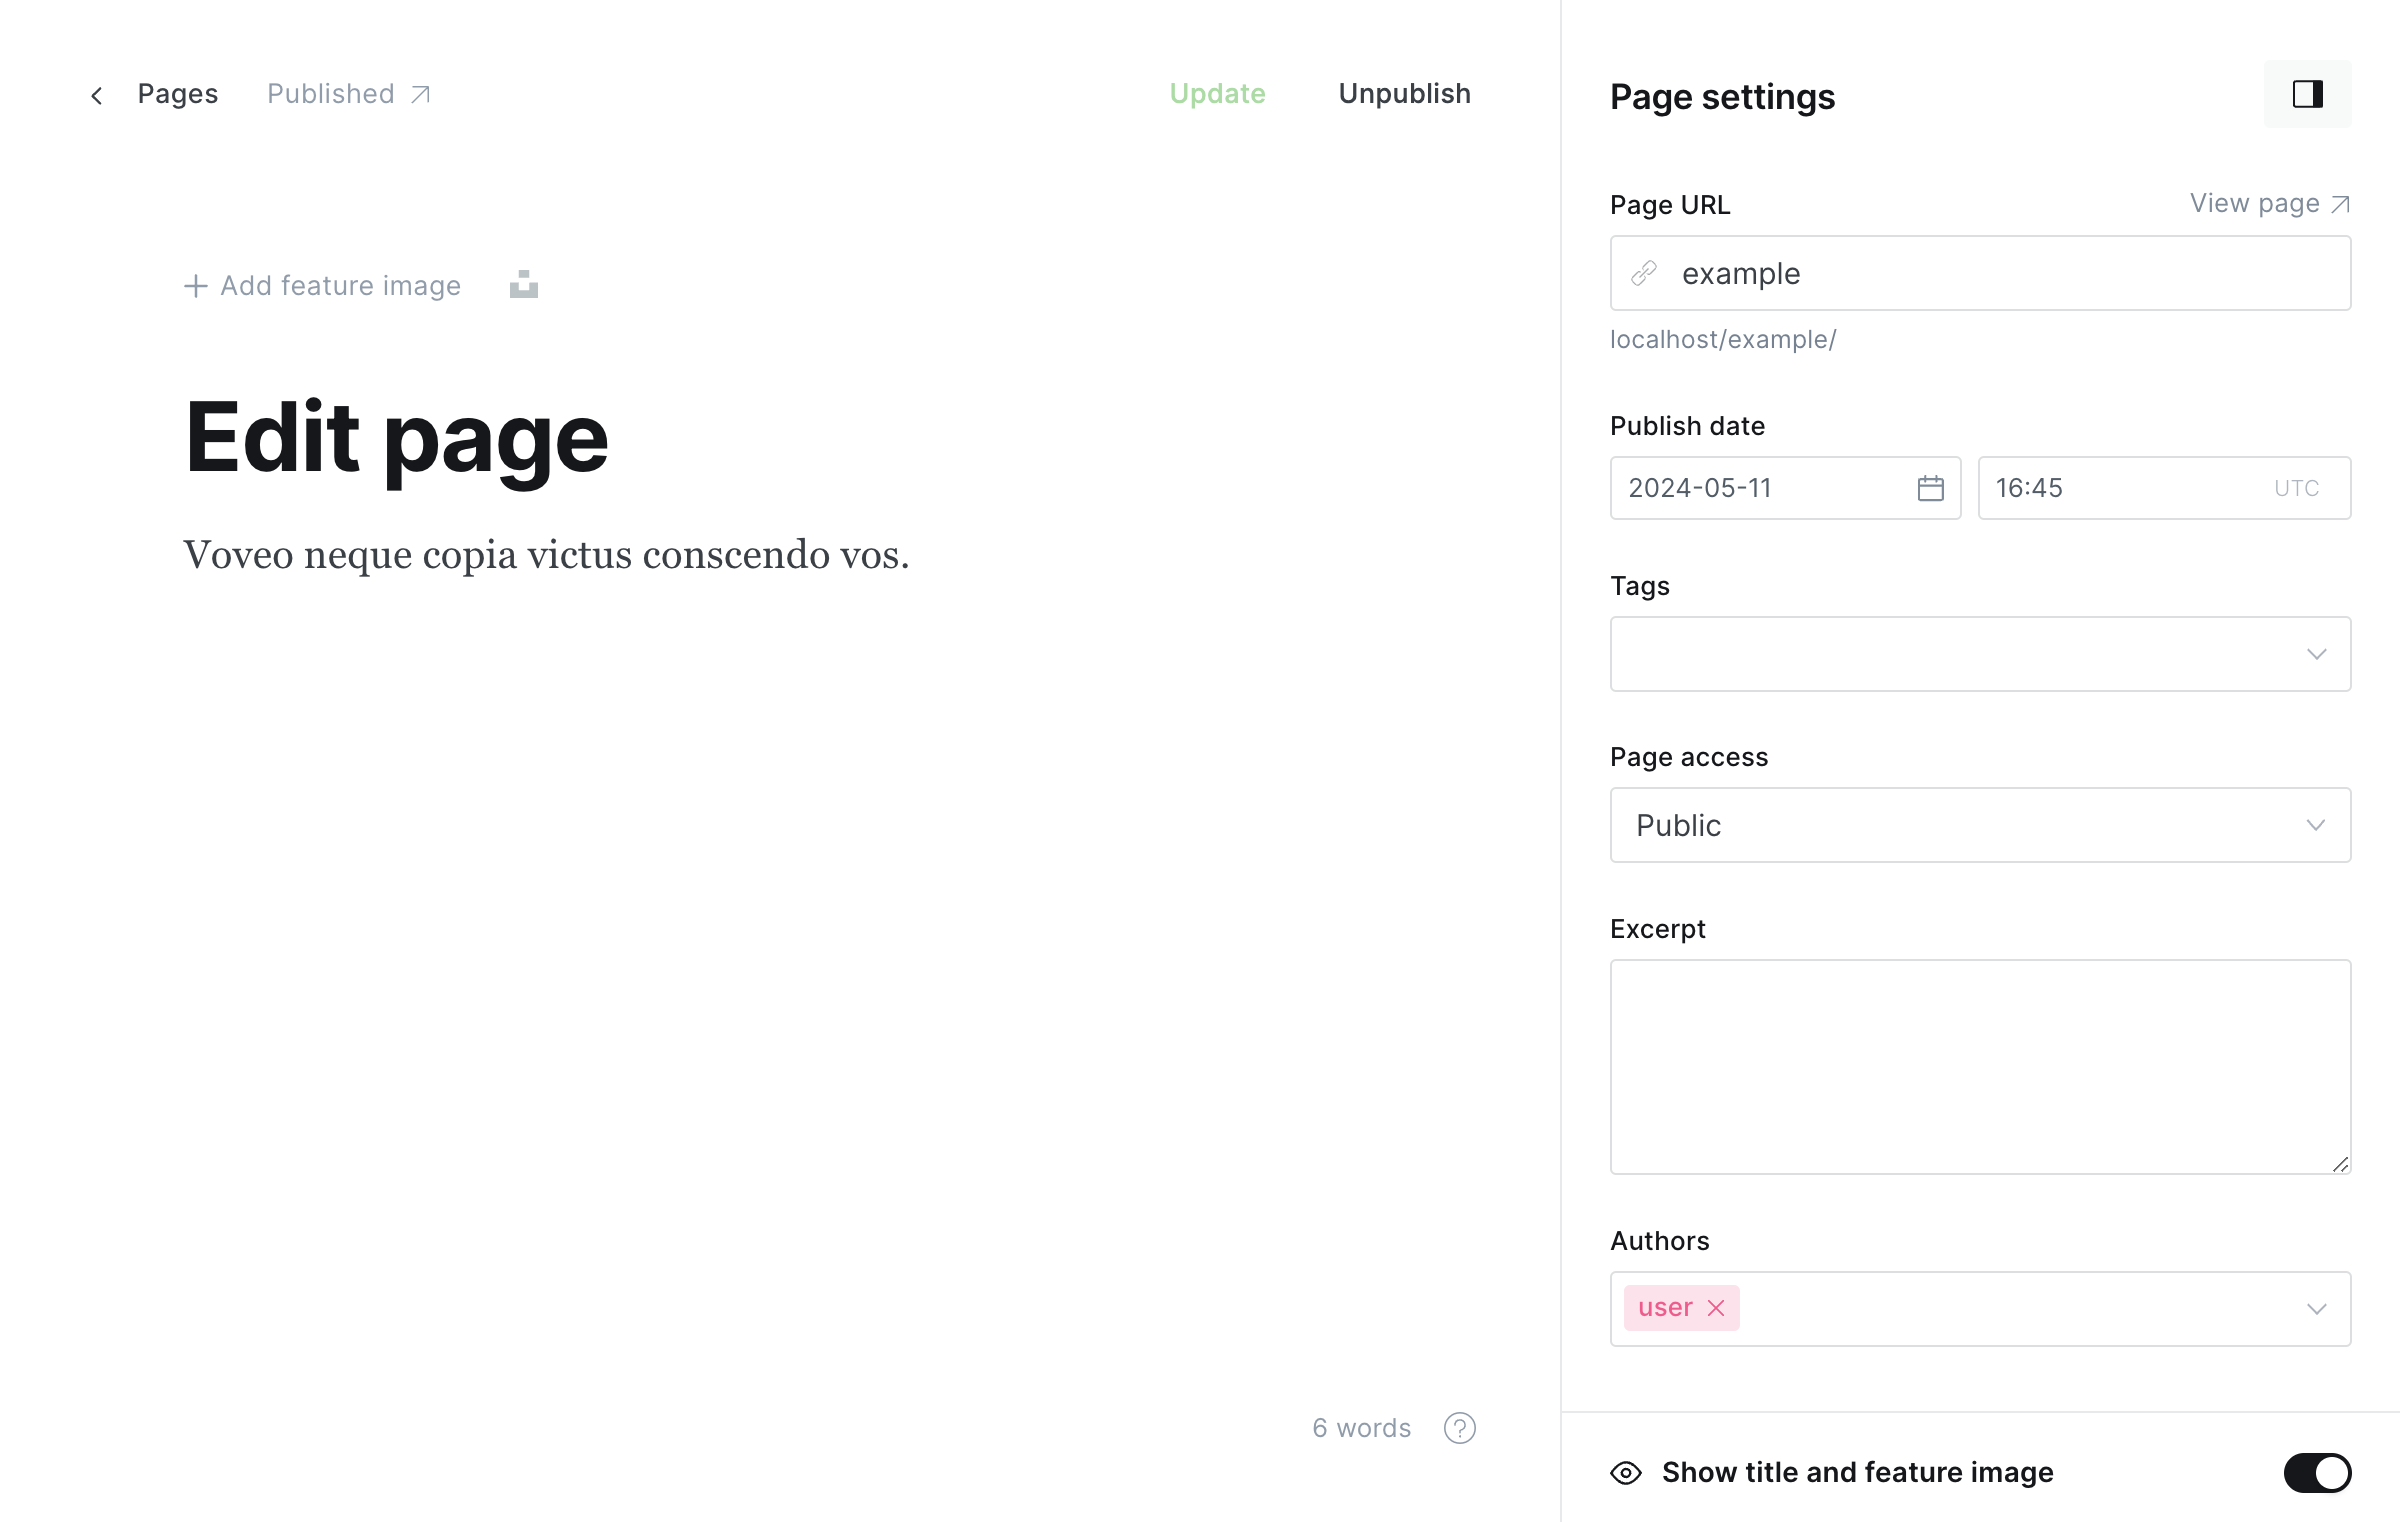 Pages
Published
Update
Unpublish
Add feature image
Edit page
Voveo neque copia victus conscendo vos.
6 words
?
Page settings
Page URL
View page
example
localhost/example/
Publish date
2024-05-11
16:45
UTC
Tags
Page access
Public
Excerpt
Authors
user
Show title and feature image